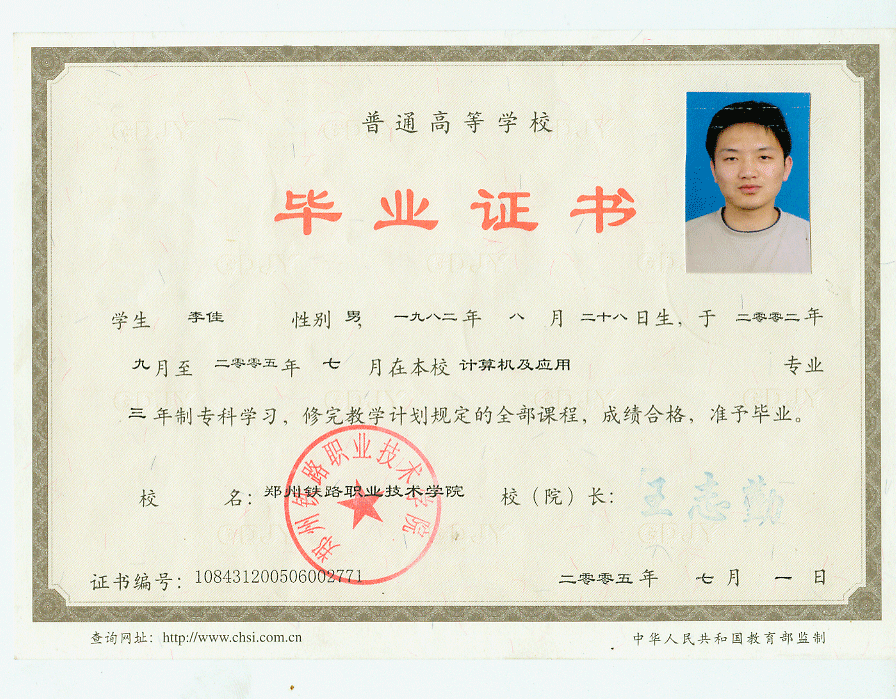 普通高等学校
毕业证书
学生 李佳 性别 男, 一九八二年 八 月 二十八日生, 于 二零零二年
九月至 二零零五年 七 月在本校 计算机及应用 专业
三 年制专科学习, 修完教学计划规定的全部课程, 成绩合格, 准予毕业。
校 名: 郑州铁路职业技术学院 校（院）长: 王志勤
郑州铁路职业技术学院
证书编号: 108431200506002771 二零零五年 七月 一 日
查询网址: http://www.chsi.com.cn 中华人民共和国教育部监制